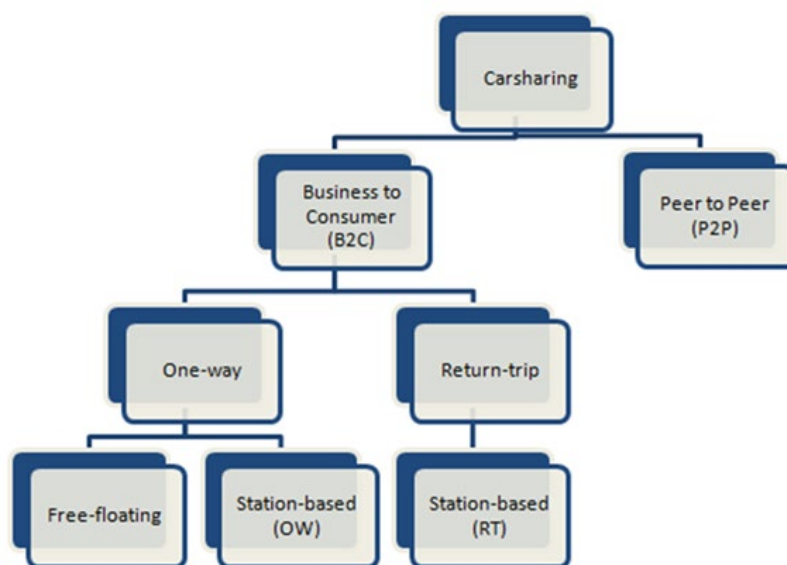 Carsharing
Business to
Consumer
(B2C)
Peer to Peer
(P2P)
One-way
Return-trip
Free-floating
Station-based
(OW)
Station-based
(RT)